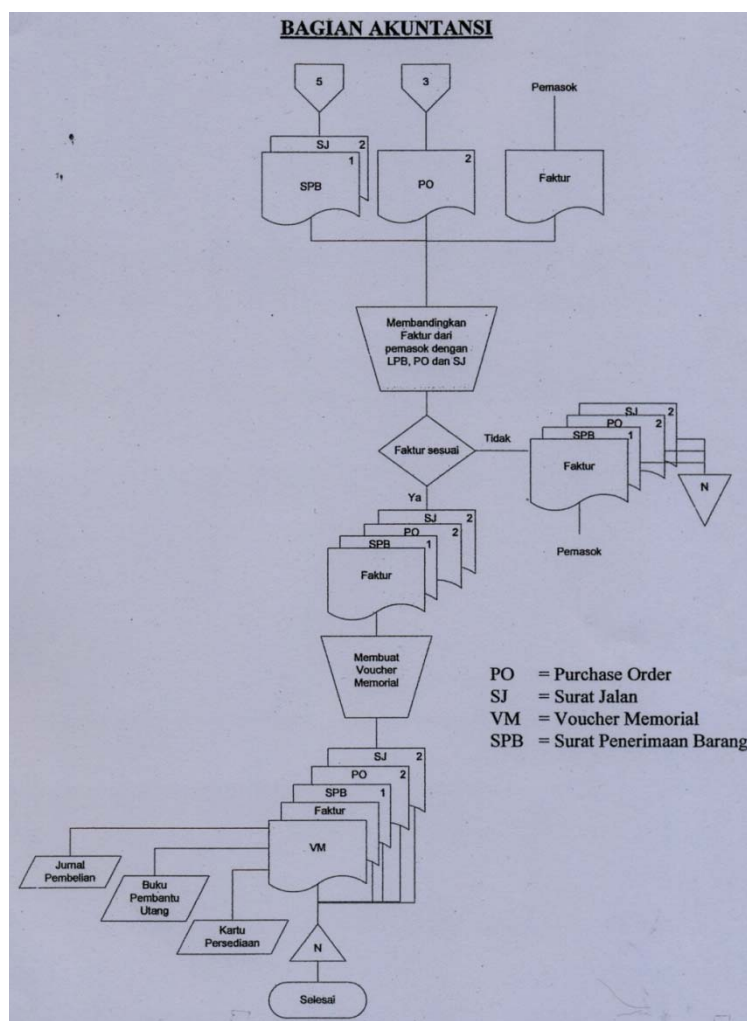 BAGIAN AKUNTANSI
5
3
Pemasok
SJ 2
SPB 1
PO 2
Faktur
Membandingkan
Faktur dari
pemasok dengan
LPB, PO dan SJ
Faktur sesuai
Tidak
SJ 2
PO 2
SPB 1
Faktur
N
Pemasok
Ya
SJ 2
PO 2
SPB 1
Faktur
Membuat
Voucher
Memorial
PO = Purchase Order
SJ = Surat Jalan
VM = Voucher Memorial
SPB = Surat Penerimaan Barang
SJ 2
PO 2
SPB 1
Faktur
VM
Jurnal
Pembelian
Buku
Pembantu
Utang
Kartu
Persediaan
N
Selesai